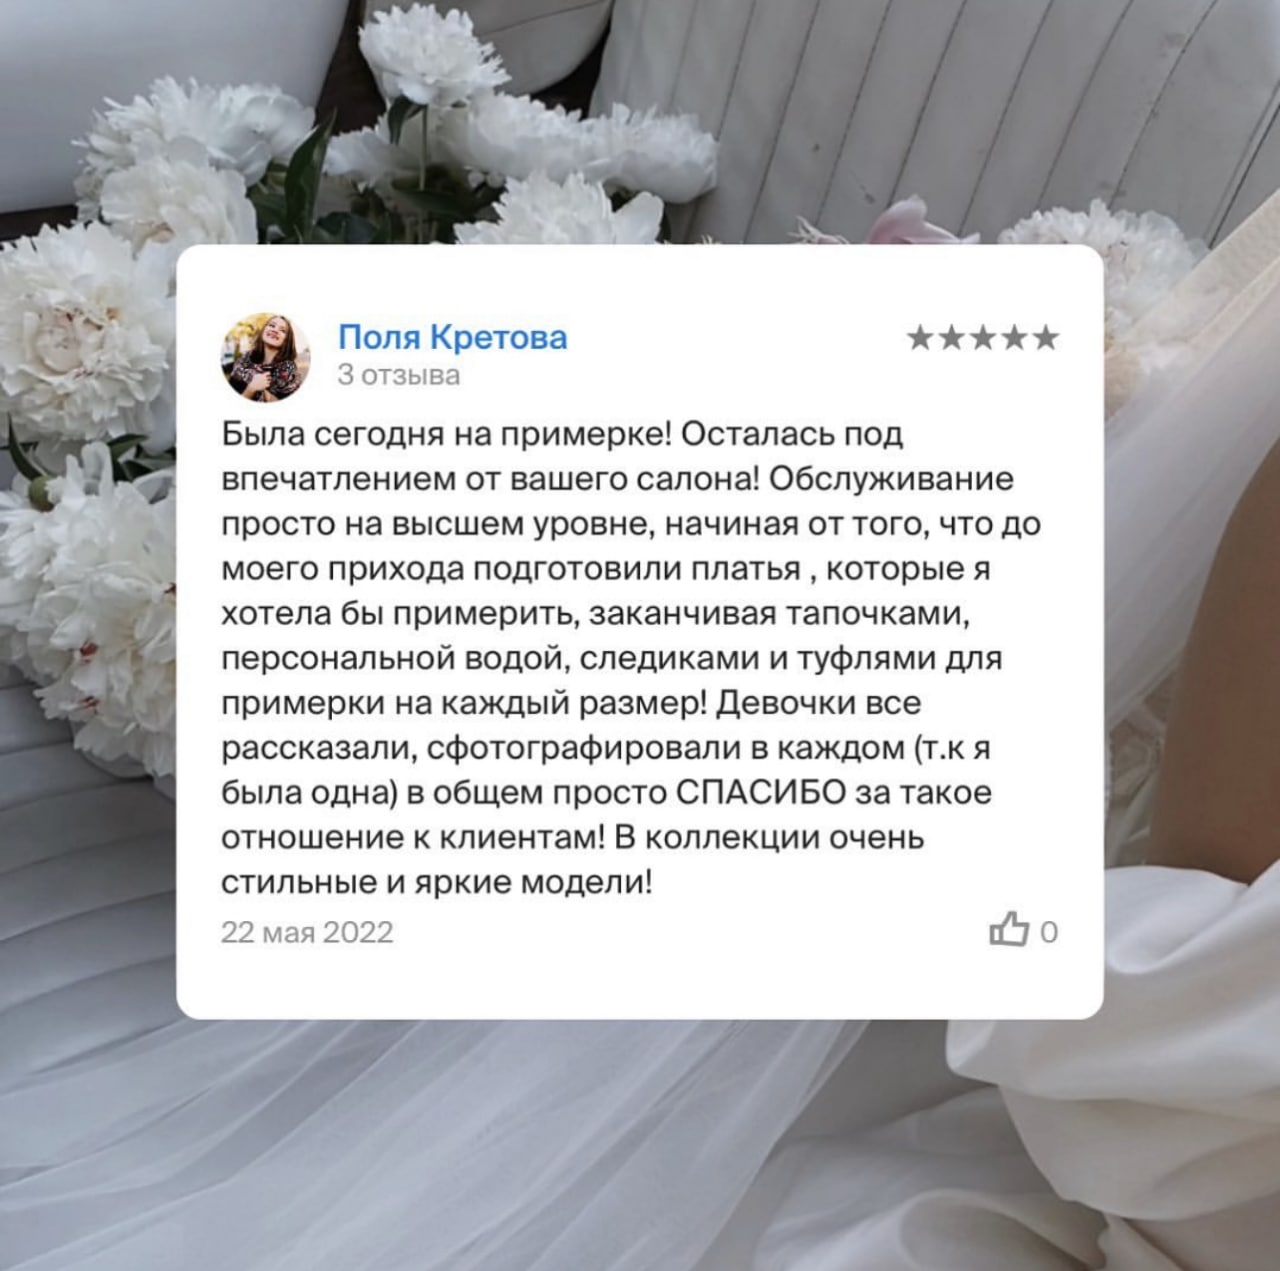 Поля Кретова
3 отзыва
Была сегодня на примерке! Осталась под
впечатлением от вашего салона! Обслуживание
просто на высшем уровне, начиная от того, что до
моего прихода подготовили платья , которые я
хотела бы примерить, заканчивая тапочками,
персональной водой, следиками и туфлями для
примерки на каждый размер! Девочки все
рассказали, сфотографировали в каждом (т.к я
была одна) в общем просто СПАСИБО за такое
отношение к клиентам! В коллекции очень
стильные и яркие модели!
22 мая 2022
0